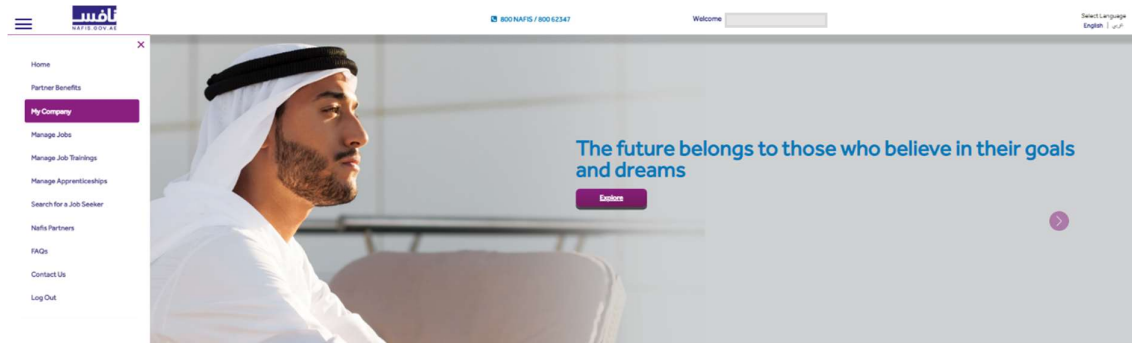 نافس
NAFIS.GOV.AE
800 NAFIS / 800 62347
Welcome
Select Language
English | عربي
Home
Partner Benefits
My Company
Manage Jobs
Manage Job Trainings
Manage Apprenticeships
Search for a Job Seeker
Nafis Partners
FAQs
Contact Us
Log Out
The future belongs to those who believe in their goals
and dreams
Explore